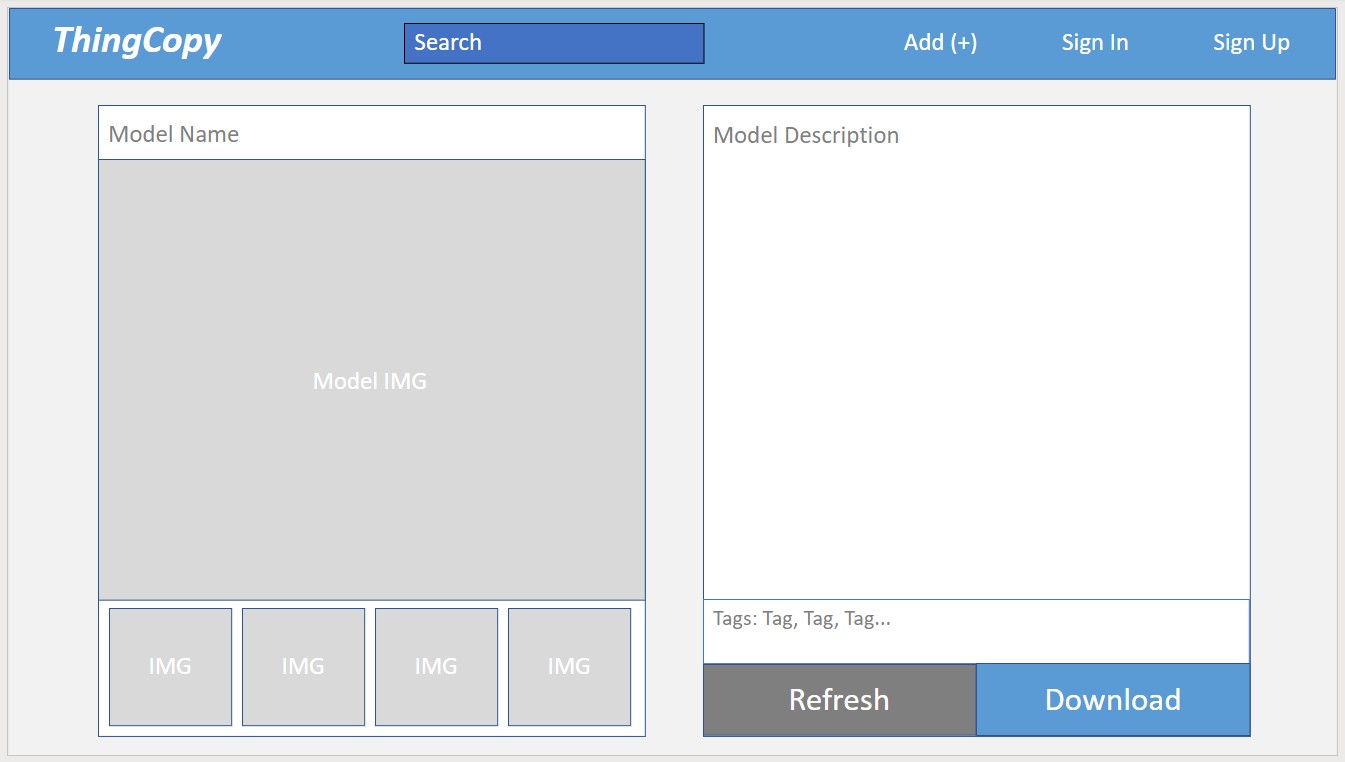 ThingCopy
Search
Add (+)
Sign In
Sign Up
Model Name
Model IMG
IMG
IMG
IMG
IMG
Model Description
Tags: Tag, Tag, Tag...
Refresh
Download